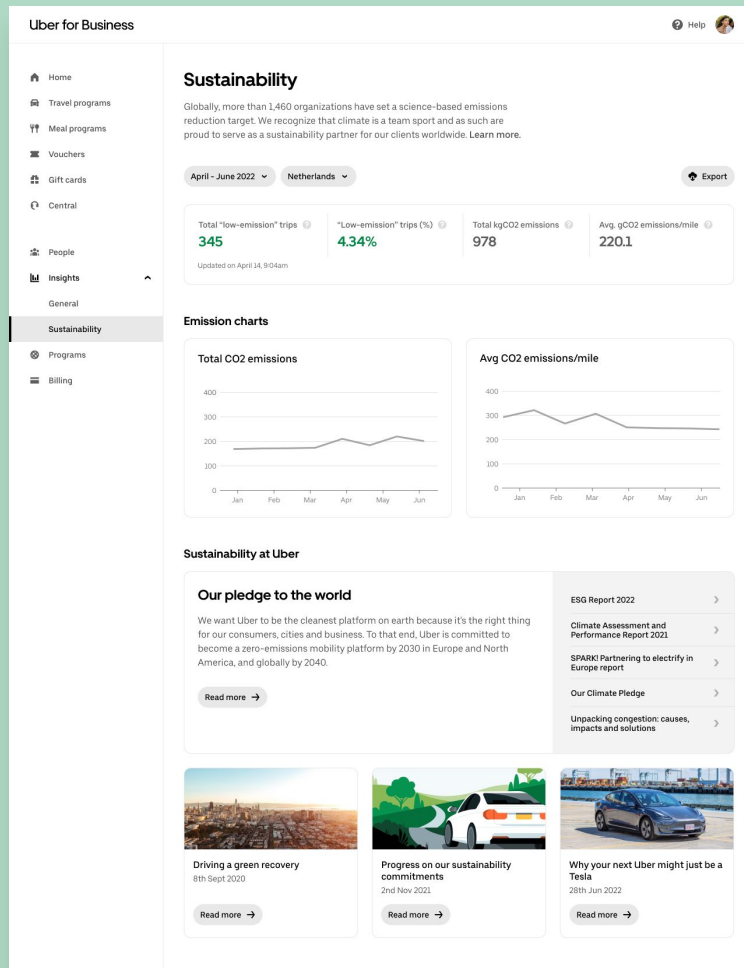 Uber for Business
Help
Home
Travel programs
Meal programs
Vouchers
Gift cards
Central
People
Insights
General
Sustainability
Programs
Billing
Sustainability
Globally, more than 1,460 organizations have set a science-based emissions
reduction target. We recognize that climate is a team sport and as such are
proud to serve as a sustainability partner for our clients worldwide. Learn more.
April - June 2022
Netherlands
Export
Total "low-emission" trips
345
Updated on April 14, 9:04am
"Low-emission" trips (%)
4.34%
Total kgCO2 emissions
978
Avg. gCO2 emissions/mile
220.1
Emission charts
Total CO2 emissions
400
300
200
100
0
Jan Feb Mar Apr May Jun
Avg CO2 emissions/mile
400
300
200
100
0
Jan Feb Mar Apr May Jun
Sustainability at Uber
Our pledge to the world
We want Uber to be the cleanest platform on earth because it's the right thing
for our consumers, cities and business. To that end, Uber is committed to
become a zero-emissions mobility platform by 2030 in Europe and North
America, and globally by 2040.
Read more
ESG Report 2022
Climate Assessment and
Performance Report 2021
SPARK! Partnering to electrify in
Europe report
Our Climate Pledge
Unpacking congestion: causes,
impacts and solutions
Driving a green recovery
8th Sept 2020
Read more
Progress on our sustainability
commitments
2nd Nov 2021
Read more
Why your next Uber might just be a
Tesla
28th Jun 2022
Read more